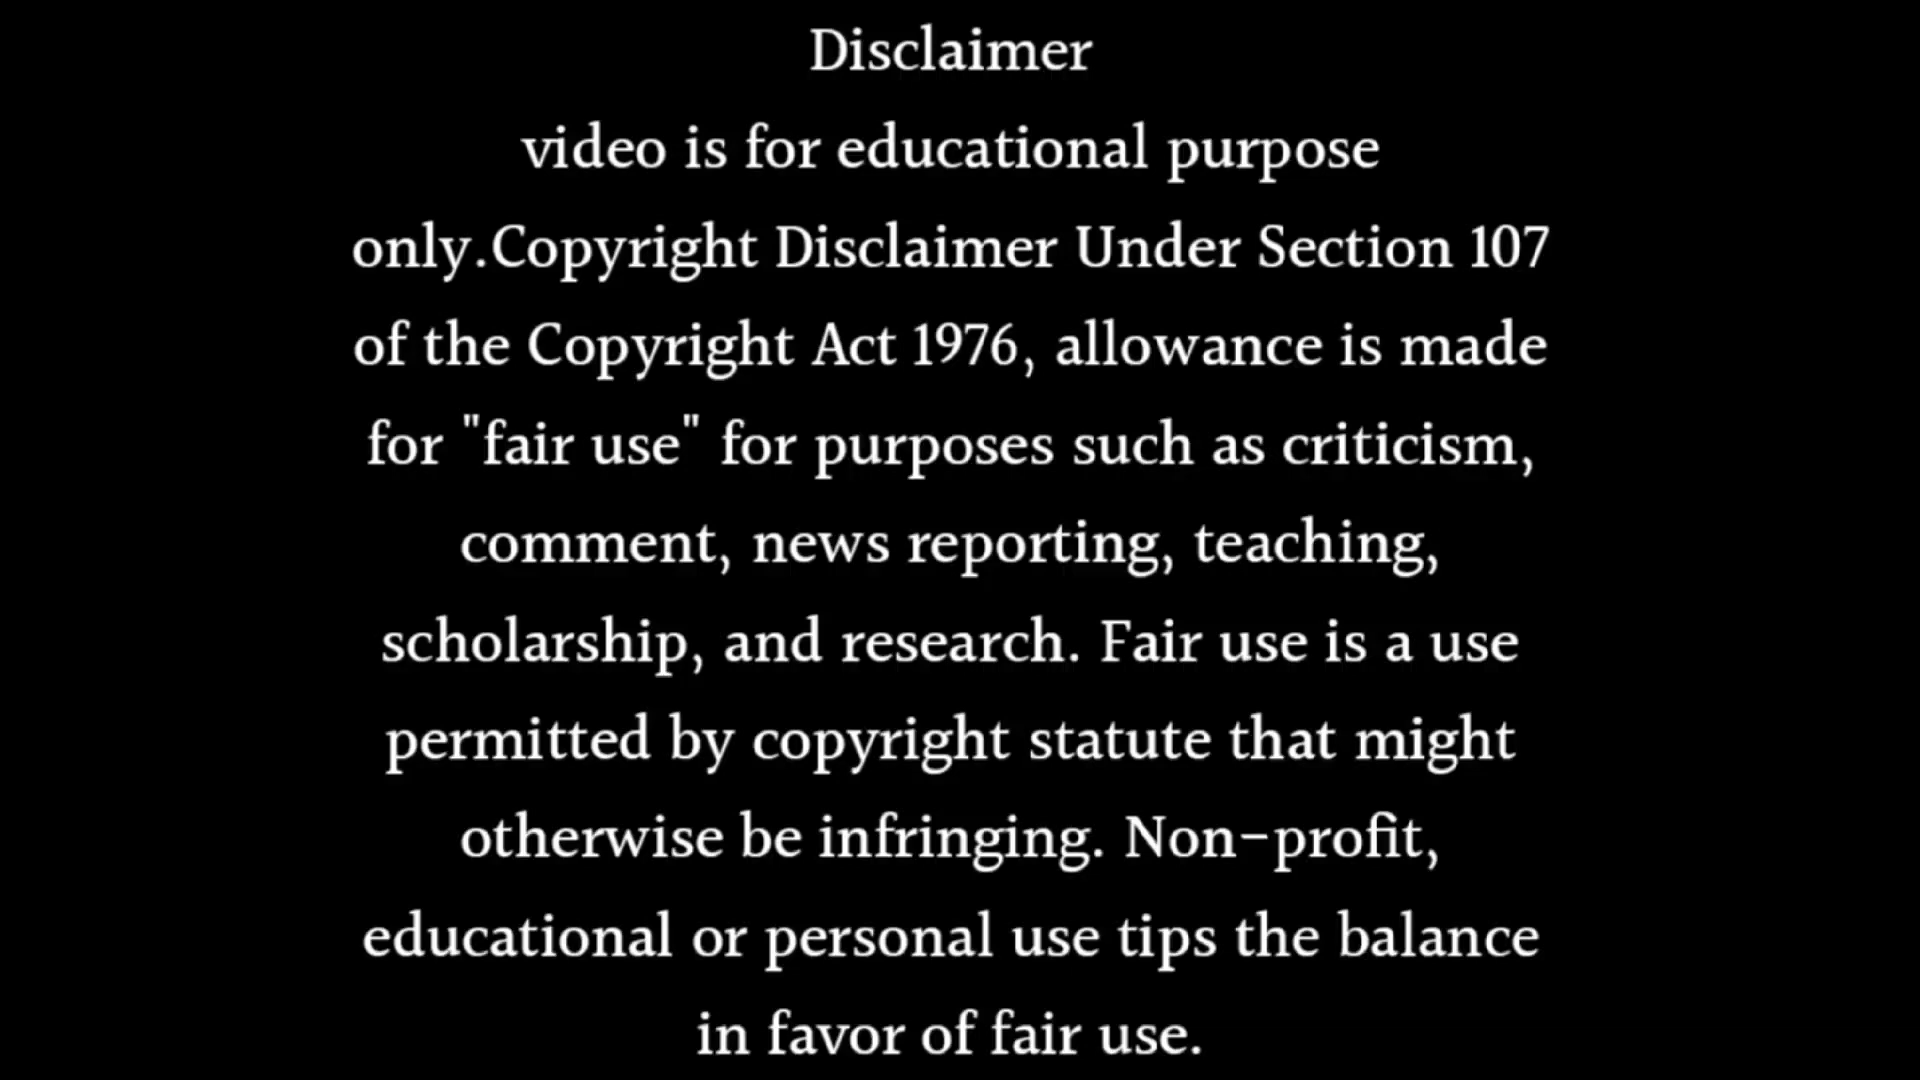 Disclaimer
video is for educational purpose
only.Copyright Disclaimer Under Section 107
of the Copyright Act 1976, allowance is made
for "fair use" for purposes such as criticism,
comment, news reporting, teaching,
scholarship, and research. Fair use is a use
permitted by copyright statute that might
otherwise be infringing. Non-profit,
educational or personal use tips the balance
in favor of fair use.